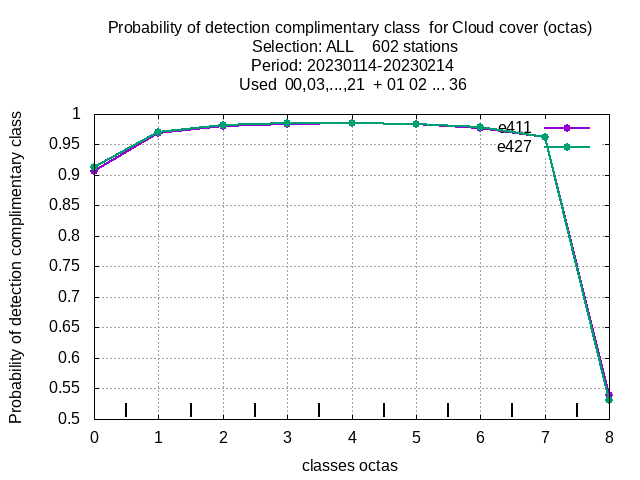 Probability of detection complimentary class  for Cloud cover (octas)
Selection: ALL    602 stations
Period: 20230114-20230214
Used  00,03,...,21  + 01 02 ... 36
Probability of detection complimentary class
1
0.95
0.9
0.85
0.8
0.75
0.7
0.65
0.6
0.55
0.5
e411
e427
0 1 2 3 4 5 6 7 8
classes octas